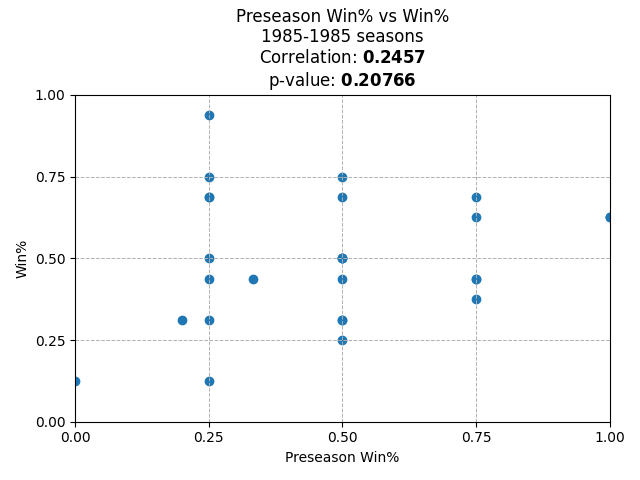 Preseason Win% vs Win%
1985-1985 seasons
Correlation: 0.2457
p-value: 0.20766
1.00
0.75
0.50
0.25
0.00
Win%
0.00 0.25 0.50 0.75 1.00
Preseason Win%